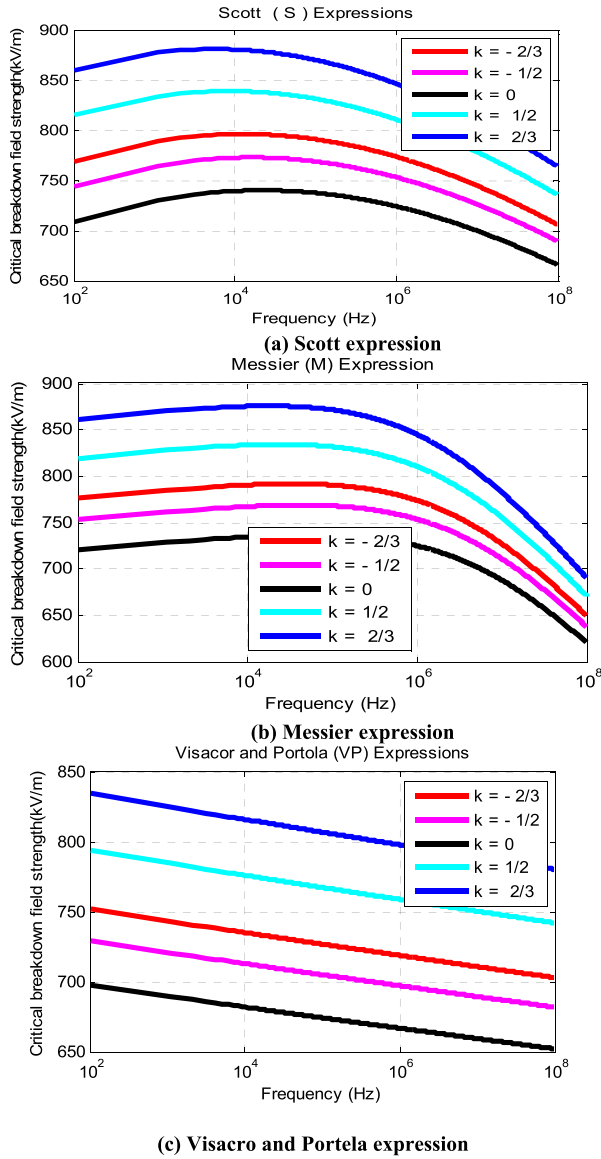 Scott ( S ) Expressions
Critical breakdown field strength(kV/m)
900
850
800
750
700
650
k = - 2/3
k = - 1/2
k = 0
k = 1/2
k = 2/3
10^2 10^4 10^6 10^8
Frequency (Hz)
(a) Scott expression
Messier (M) Expression
Critical breakdown field strength(kV/m)
900
850
800
750
700
650
600
k = - 2/3
k = - 1/2
k = 0
k = 1/2
k = 2/3
10^2 10^4 10^6 10^8
Frequency (Hz)
(b) Messier expression
Visacor and Portola (VP) Expressions
Critical breakdown field strength(kV/m)
850
800
750
700
650
k = - 2/3
k = - 1/2
k = 0
k = 1/2
k = 2/3
10^2 10^4 10^6 10^8
Frequency (Hz)
(c) Visacro and Portela expression